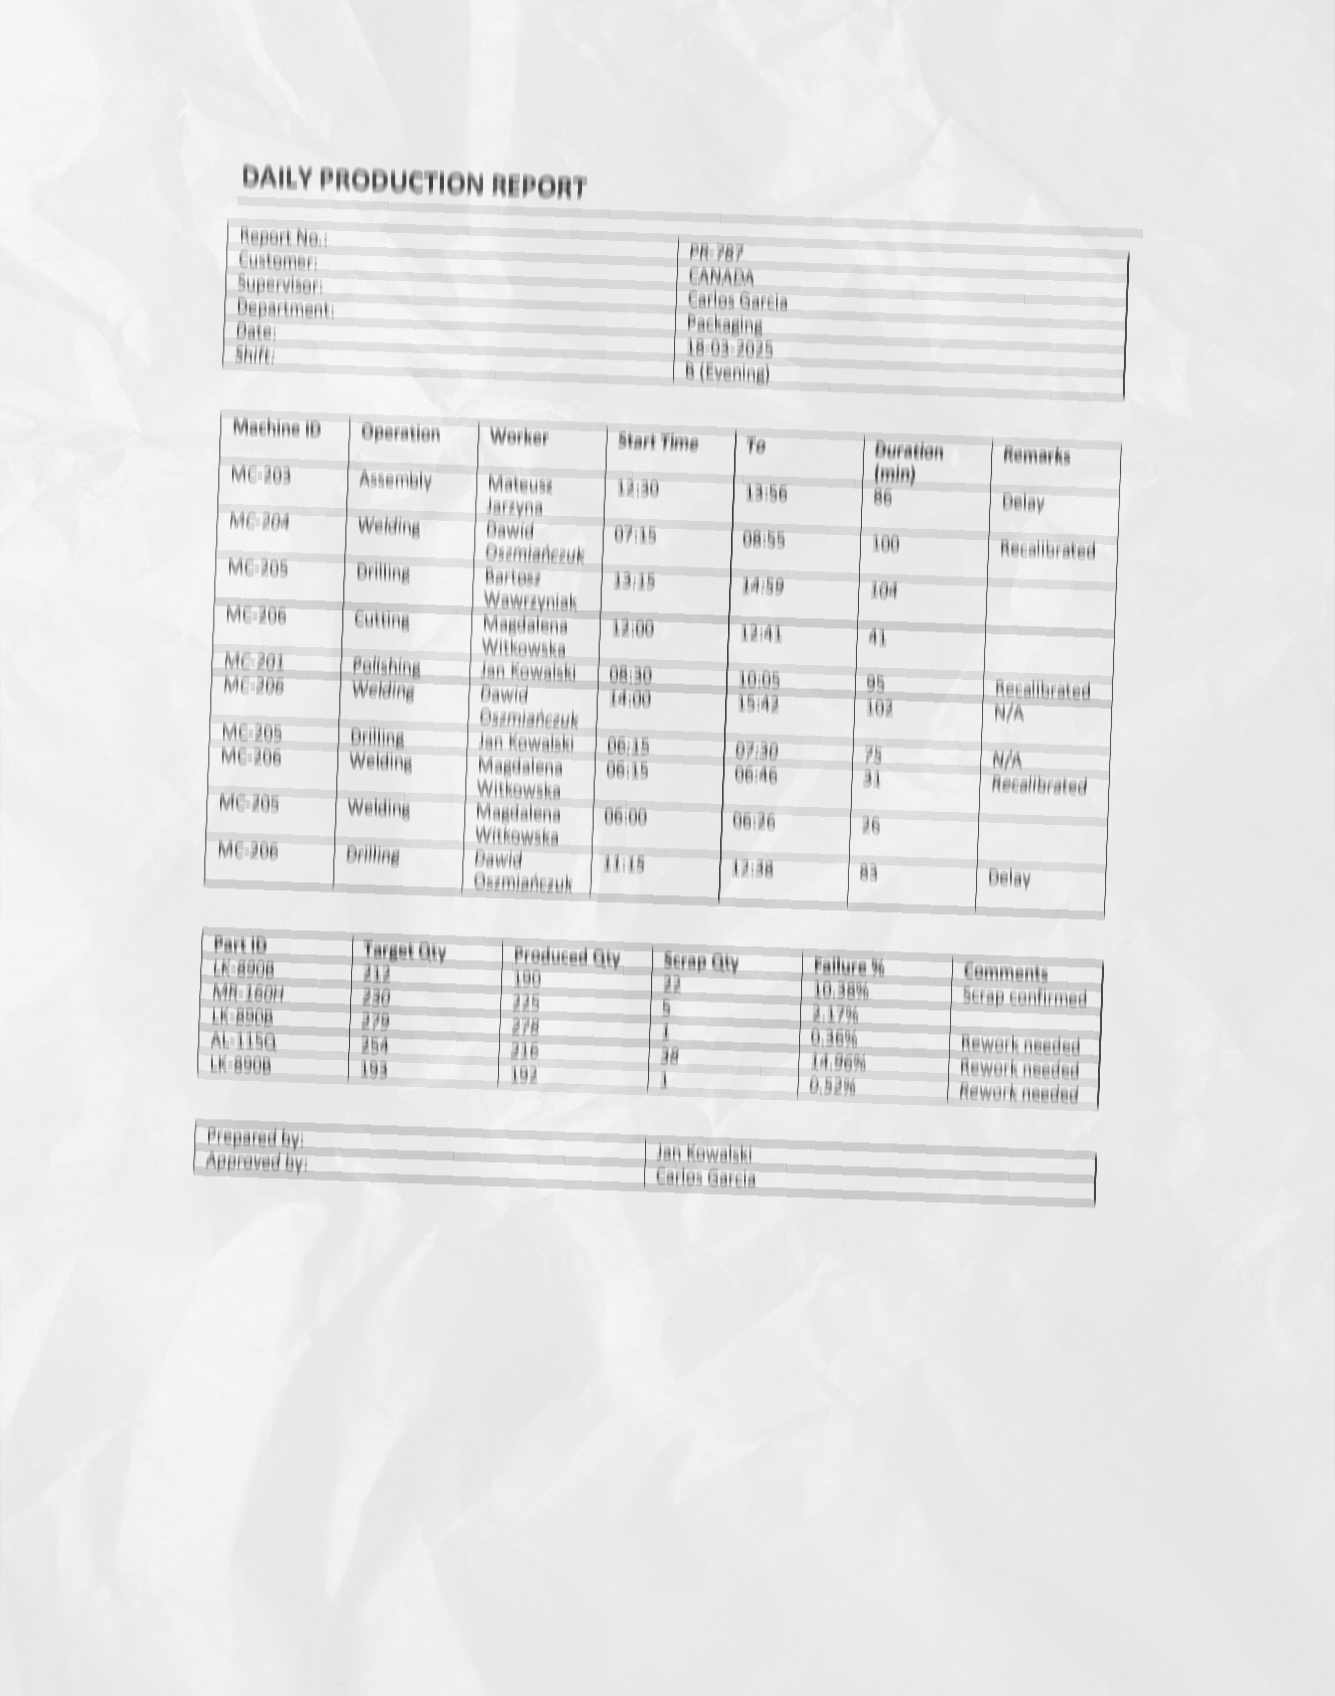 DAILY PRODUCTION REPORT
Report No.: PR-787
Customer: CANADA
Supervisor: Carlos Garcia
Department: Packaging
Date: 18-03-2025
Shift: B (Evening)
Machine ID Operation Worker Start Time To Duration (min) Remarks
MC-203 Assembly Mateusz Jarzyna 12:30 13:56 86 Delay
MC-204 Welding Dawid Oszmiańczuk 07:15 08:55 100 Recalibrated
MC-205 Drilling Bartosz Wawrzyniak 13:15 14:59 104
MC-206 Cutting Magdalena Witkowska 12:00 12:41 41
MC-201 Polishing Jan Kowalski 08:30 10:05 95 Recalibrated
MC-206 Welding Dawid Oszmiańczuk 14:00 15:42 102 N/A
MC-205 Drilling Jan Kowalski 06:15 07:30 75 N/A
MC-206 Welding Magdalena Witkowska 06:15 06:46 31 Recalibrated
MC-205 Welding Magdalena Witkowska 06:00 06:26 26
MC-206 Drilling Dawid Oszmiańczuk 11:15 12:38 83 Delay
Part ID Target Qty Produced Qty Scrap Qty Failure % Comments
LK-890B 212 190 22 10.38% Scrap confirmed
MR-160H 230 225 5 2.17%
LK-890B 279 278 1 0.36% Rework needed
AL-115Q 254 216 38 14.96% Rework needed
LK-890B 193 192 1 0.52% Rework needed
Prepared by: Jan Kowalski
Approved by: Carlos Garcia